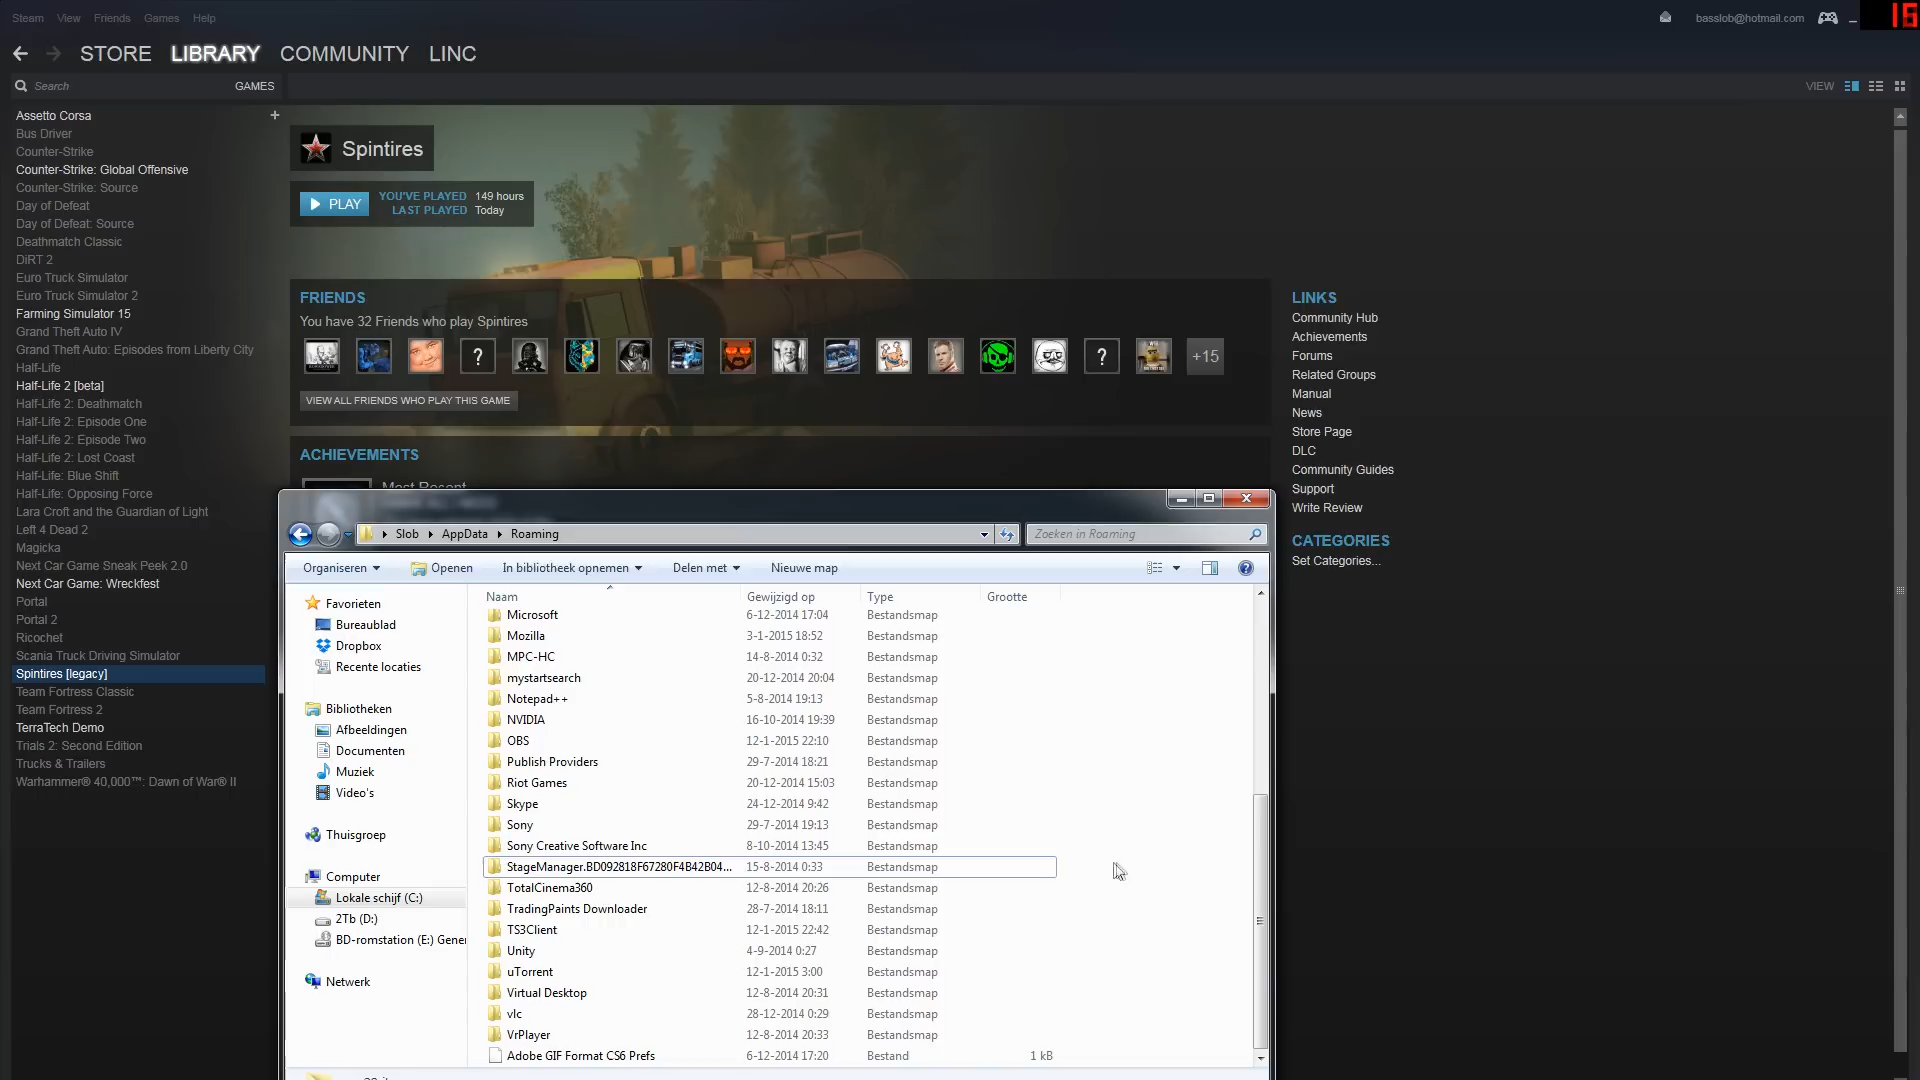 Steam View Friends Games Help
basslob@hotmail.com
STORE LIBRARY COMMUNITY LINC
Search GAMES
VIEW
Assetto Corsa
Bus Driver
Counter-Strike
Counter-Strike: Global Offensive
Counter-Strike: Source
Day of Defeat
Day of Defeat: Source
Deathmatch Classic
DiRT 2
Euro Truck Simulator
Euro Truck Simulator 2
Farming Simulator 15
Grand Theft Auto IV
Grand Theft Auto: Episodes from Liberty City
Half-Life
Half-Life 2 [beta]
Half-Life 2: Deathmatch
Half-Life 2: Episode One
Half-Life 2: Episode Two
Half-Life 2: Lost Coast
Half-Life: Blue Shift
Half-Life: Opposing Force
Lara Croft and the Guardian of Light
Left 4 Dead 2
Magicka
Next Car Game Sneak Peek 2.0
Next Car Game: Wreckfest
Portal
Portal 2
Ricochet
Scania Truck Driving Simulator
Spintires [legacy]
Team Fortress Classic
Team Fortress 2
TerraTech Demo
Trials 2: Second Edition
Trucks & Trailers
Warhammer® 40,000™: Dawn of War® II
Spintires
PLAY
YOU'VE PLAYED 149 hours
LAST PLAYED Today
FRIENDS
You have 32 Friends who play Spintires
+15
VIEW ALL FRIENDS WHO PLAY THIS GAME
ACHIEVEMENTS
Most Recent
LINKS
Community Hub
Achievements
Forums
Related Groups
Manual
News
Store Page
DLC
Community Guides
Support
Write Review
CATEGORIES
Set Categories...
Slob AppData Roaming
Zoeken in Roaming
Organiseren Openen In bibliotheek opnemen Delen met Nieuwe map
Favorieten
Bureaublad
Dropbox
Recente locaties
Bibliotheken
Afbeeldingen
Documenten
Muziek
Video's
Thuisgroep
Computer
Lokale schijf (C:)
2Tb (D:)
BD-romstation (E:) Gene
Netwerk
Naam Gewijzigd op Type Grootte
Microsoft 6-12-2014 17:04 Bestandsmap
Mozilla 3-1-2015 18:52 Bestandsmap
MPC-HC 14-8-2014 0:32 Bestandsmap
mystartsearch 20-12-2014 20:04 Bestandsmap
Notepad++ 5-8-2014 19:13 Bestandsmap
NVIDIA 16-10-2014 19:39 Bestandsmap
OBS 12-1-2015 22:10 Bestandsmap
Publish Providers 29-7-2014 18:21 Bestandsmap
Riot Games 20-12-2014 15:03 Bestandsmap
Skype 24-12-2014 9:42 Bestandsmap
Sony 29-7-2014 19:13 Bestandsmap
Sony Creative Software Inc 8-10-2014 13:45 Bestandsmap
StageManager.BD092818F67280F4B42B04... 15-8-2014 0:33 Bestandsmap
TotalCinema360 12-8-2014 20:26 Bestandsmap
TradingPaints Downloader 28-7-2014 18:11 Bestandsmap
TS3Client 12-1-2015 22:42 Bestandsmap
Unity 4-9-2014 0:27 Bestandsmap
uTorrent 12-1-2015 3:00 Bestandsmap
Virtual Desktop 12-8-2014 20:31 Bestandsmap
vlc 28-12-2014 0:29 Bestandsmap
VrPlayer 12-8-2014 20:33 Bestandsmap
Adobe GIF Format CS6 Prefs 6-12-2014 17:20 Bestand 1 kB